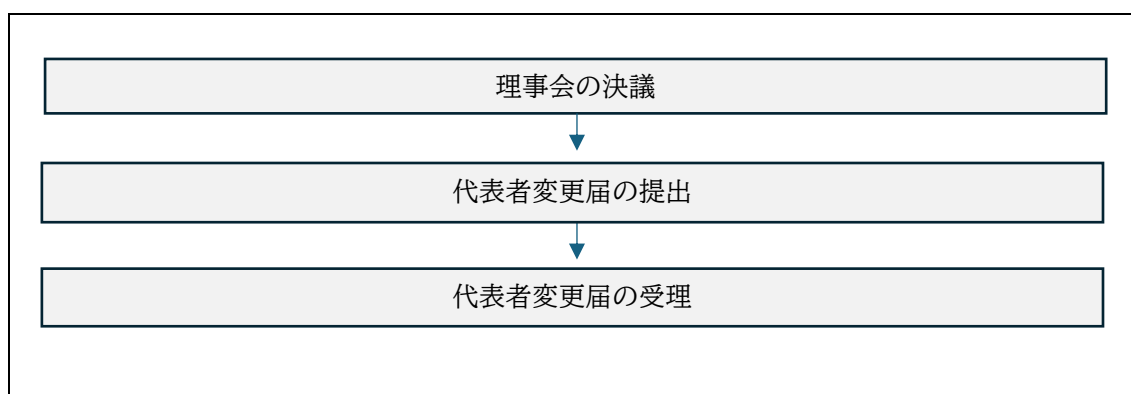 理事会の決議
代表者変更届の提出
代表者変更届の受理